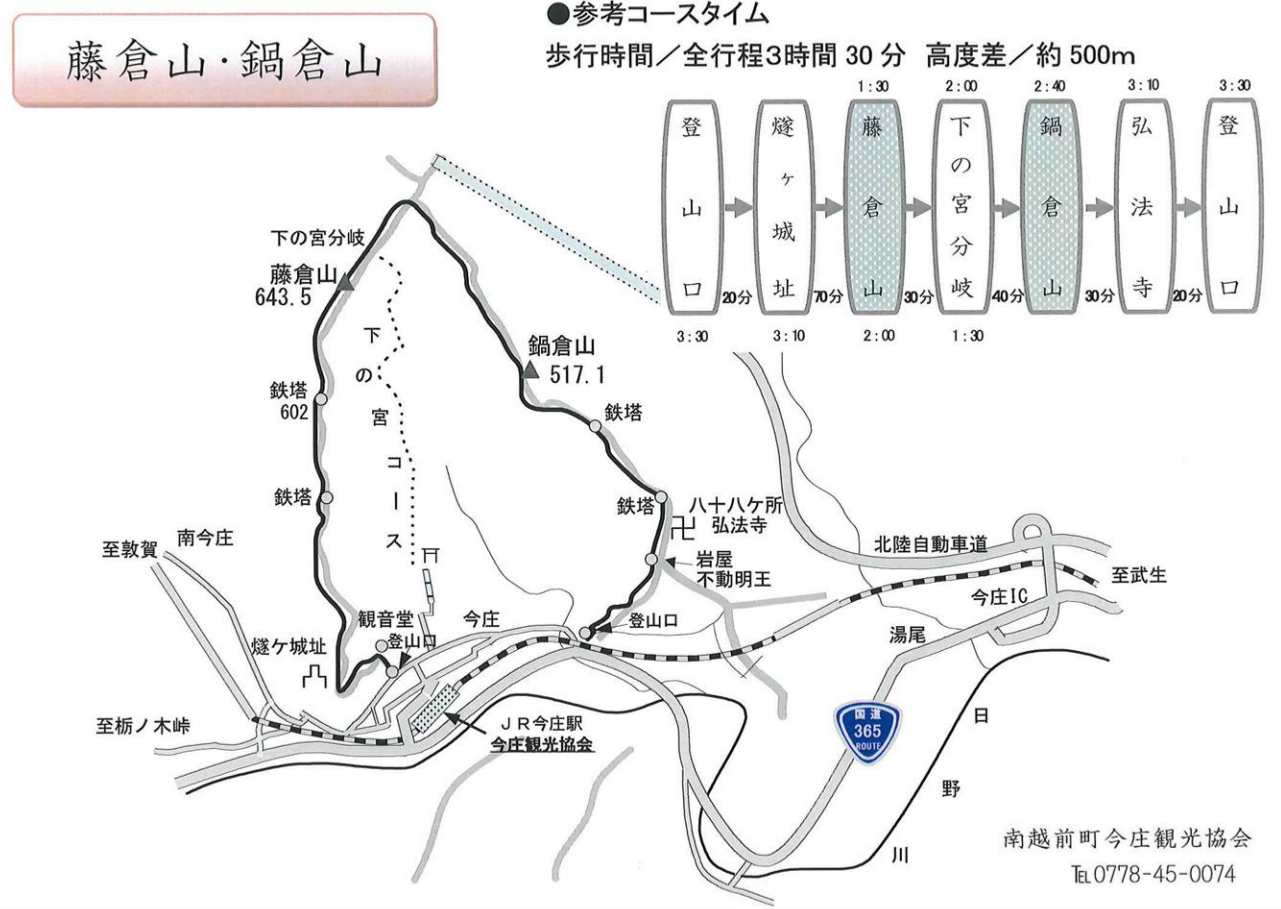 藤倉山・鍋倉山
●参考コースタイム
歩行時間／全行程3時間 30 分 高度差／約 500m
1:30 2:00 2:40 3:10 3:30
登山口
燧ヶ城址
藤倉山
下の宮分岐
鍋倉山
弘法寺
登山口
20分 70分 30分 40分 30分 20分
3:30 3:10 2:00 1:30
下の宮分岐
藤倉山
643.5
下の宮コース
鍋倉山
517.1
鉄塔
602
鉄塔
鉄塔
鉄塔
八十八ケ所
弘法寺
岩屋
不動明王
登山口
北陸自動車道
至武生
今庄IC
湯尾
至敦賀
南今庄
観音堂
登山口
今庄
燧ケ城址
至栃ノ木峠
JR今庄駅
今庄観光協会
国道
365
ROUTE
日野川
南越前町今庄観光協会
℡0778-45-0074